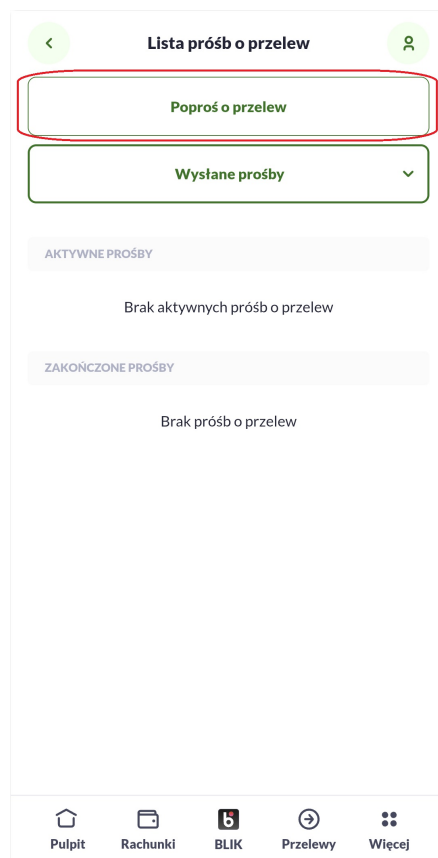 Lista próśb o przelew
Poproś o przelew
Wysłane prośby
AKTYWNE PROŚBY
Brak aktywnych próśb o przelew
ZAKOŃCZONE PROŚBY
Brak próśb o przelew
Pulpit Rachunki BLIK Przelewy Więcej